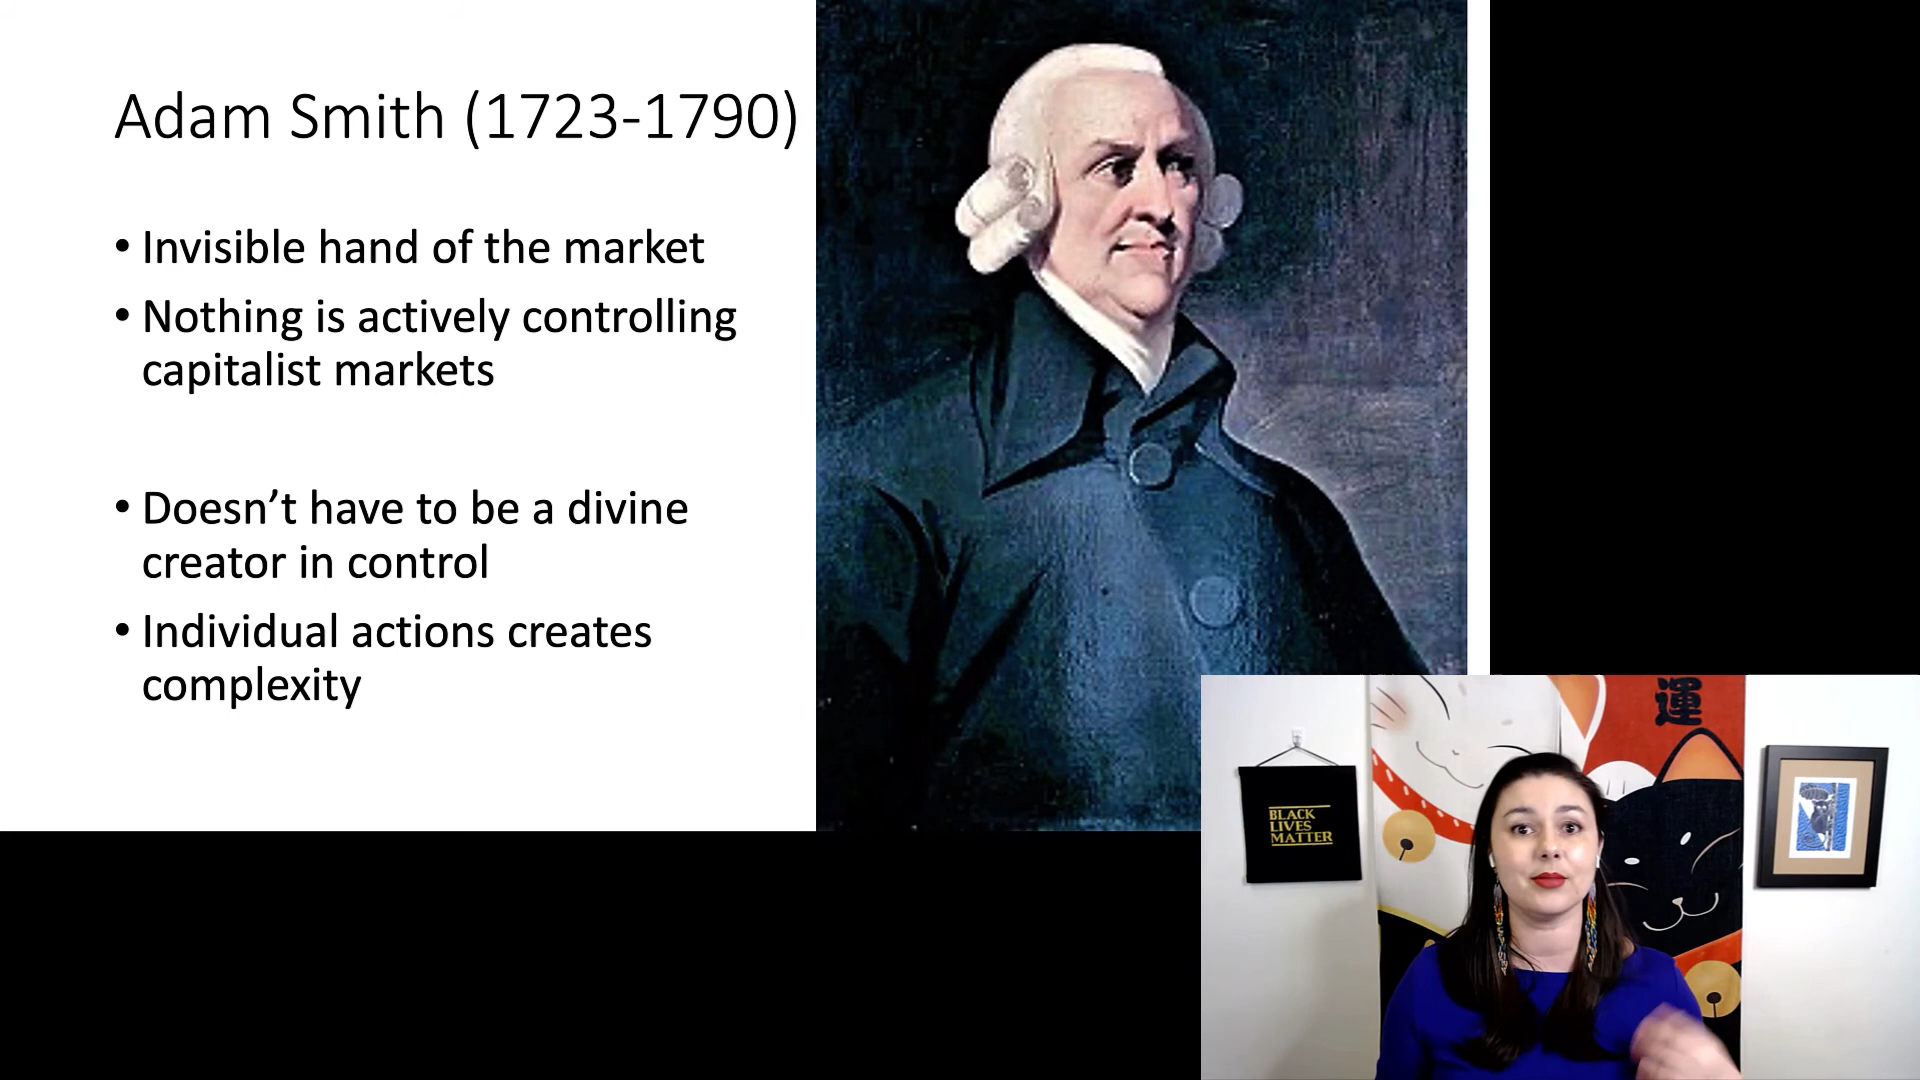 Adam Smith (1723-1790)
• Invisible hand of the market
• Nothing is actively controlling
capitalist markets
• Doesn’t have to be a divine
creator in control
• Individual actions creates
complexity
運
BLACK
LIVES
MATTER